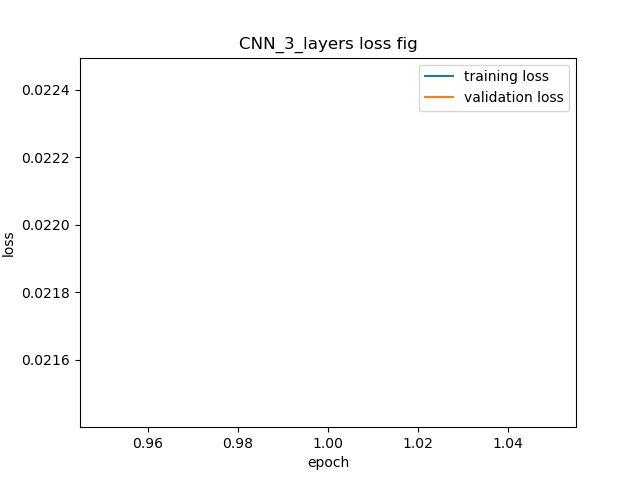 CNN_3_layers loss fig
training loss
validation loss
0.0224
0.0222
0.0220
0.0218
0.0216
loss
0.96
0.98
1.00
1.02
1.04
epoch